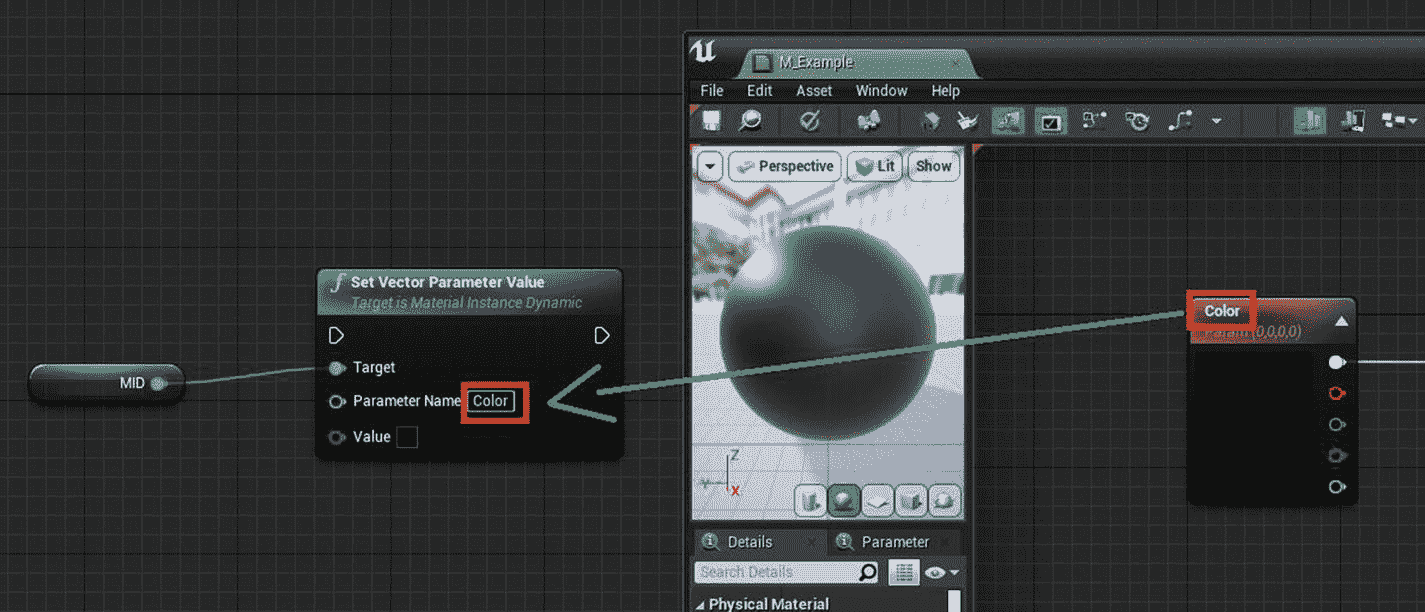 M_Example
File Edit Asset Window Help
Perspective Lit Show
Set Vector Parameter Value
Target is Material Instance Dynamic
Target
MID
Parameter Name Color
Value
Color
Param (0,0,0,0)
Z
Y
X
Details Parameter
Search Details
Physical Material